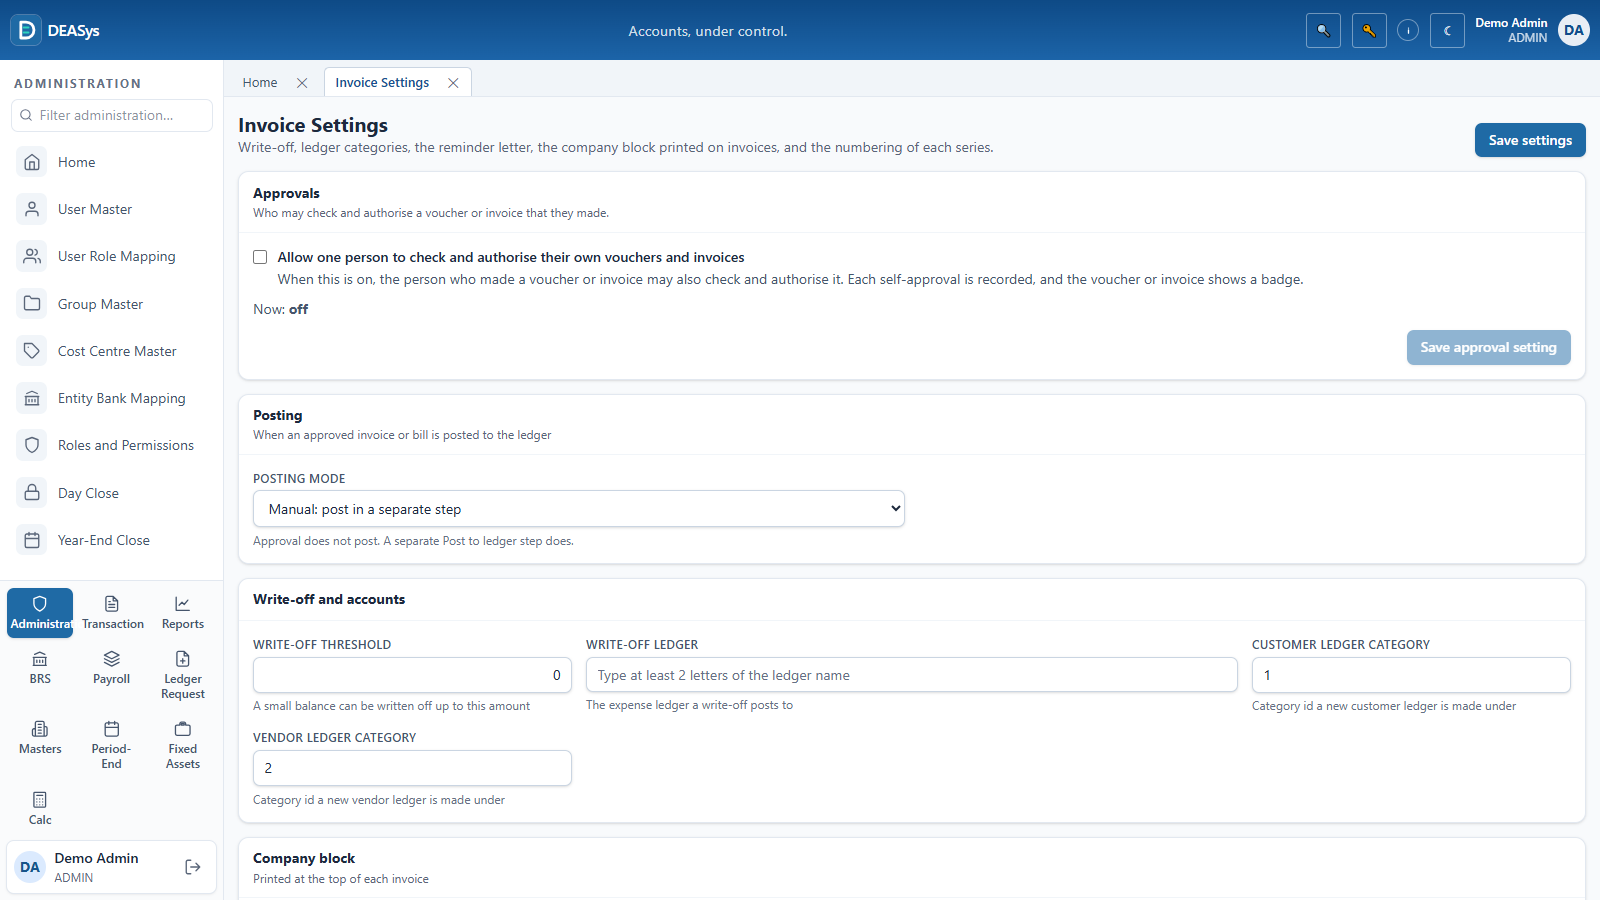 DEASys
Accounts, under control.
Demo Admin
ADMIN
DA
ADMINISTRATION
Filter administration...
Home
User Master
User Role Mapping
Group Master
Cost Centre Master
Entity Bank Mapping
Roles and Permissions
Day Close
Year-End Close
Administrat
Transaction
Reports
BRS
Payroll
Ledger
Request
Masters
Period-
End
Fixed
Assets
Calc
DA
Demo Admin
ADMIN
Home
Invoice Settings
Invoice Settings
Write-off, ledger categories, the reminder letter, the company block printed on invoices, and the numbering of each series.
Save settings
Approvals
Who may check and authorise a voucher or invoice that they made.
Allow one person to check and authorise their own vouchers and invoices
When this is on, the person who made a voucher or invoice may also check and authorise it. Each self-approval is recorded, and the voucher or invoice shows a badge.
Now: off
Save approval setting
Posting
When an approved invoice or bill is posted to the ledger
POSTING MODE
Manual: post in a separate step
Approval does not post. A separate Post to ledger step does.
Write-off and accounts
WRITE-OFF THRESHOLD
0
A small balance can be written off up to this amount
WRITE-OFF LEDGER
Type at least 2 letters of the ledger name
The expense ledger a write-off posts to
CUSTOMER LEDGER CATEGORY
1
Category id a new customer ledger is made under
VENDOR LEDGER CATEGORY
2
Category id a new vendor ledger is made under
Company block
Printed at the top of each invoice